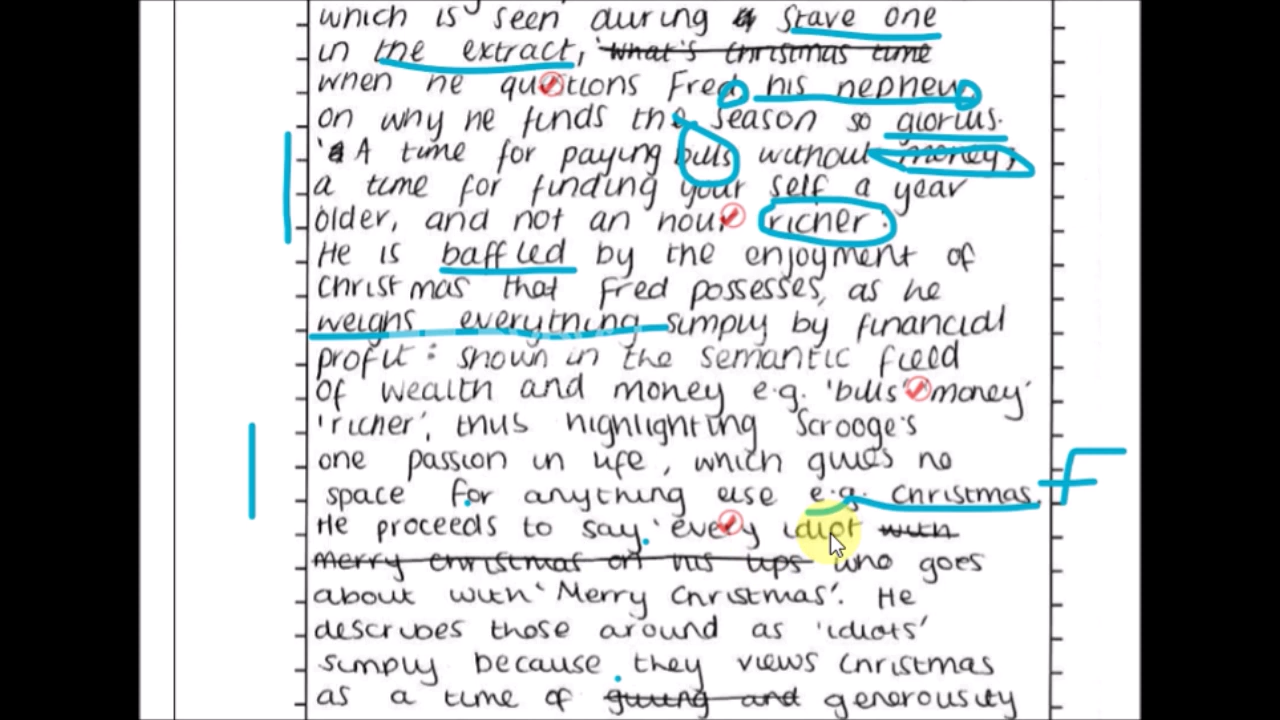 which is seen during Stave one
in the extract, what's christmas time
when he questions Fred his nephew
on why he finds the season so glorius.
'A time for paying bills without money,
a time for finding your self a year
older, and not an hour richer'.
He is baffled by the enjoyment of
Christmas that Fred possesses, as he
weighs everything simply by financial
profit: shown in the semantic field
of wealth and money e.g. 'bills' 'money'
'richer', thus highlighting Scrooge's
one passion in life, which gives no
space for anything else e.g. christmas.
He proceeds to say 'every idiot with
merry christmas on his lips who goes
about with 'Merry Christmas'. He
describes those around as 'idiots'
simply because they views Christmas
as a time of giving and generousity